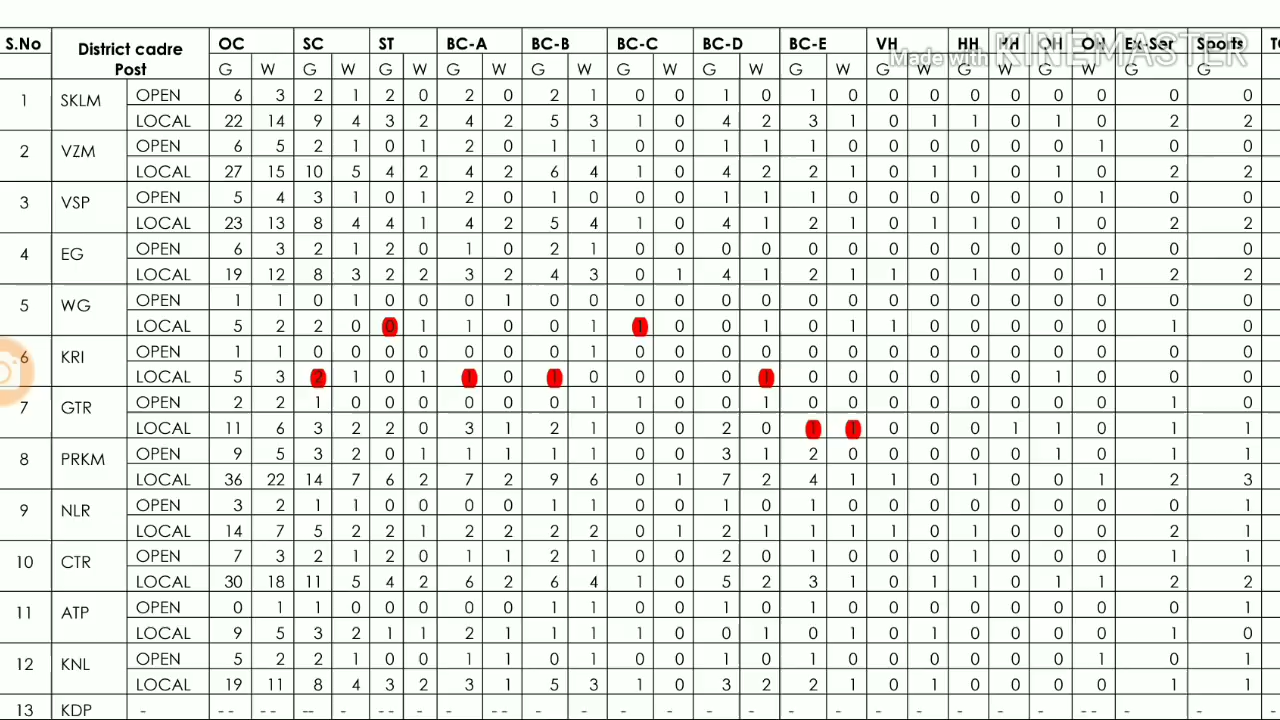 S.No District cadre OC SC ST BC-A BC-B BC-C BC-D BC-E VH HH HH OH OH Ex-Ser Sports
Post G W G W G W G W G W G W G W G W G W G W G W G G
Made with KINEMASTER
1 SKLM OPEN 6 3 2 1 2 0 2 0 2 1 0 0 1 0 1 0 0 0 0 0 0 0 0 0
LOCAL 22 14 9 4 3 2 4 2 5 3 1 0 4 2 3 1 0 1 1 0 1 0 2 2
2 VZM OPEN 6 5 2 1 0 1 2 0 1 1 0 0 1 1 1 0 0 0 0 0 0 1 0 0
LOCAL 27 15 10 5 4 2 4 2 6 4 1 0 4 2 2 1 0 1 1 0 1 0 2 2
3 VSP OPEN 5 4 3 1 0 1 2 0 1 0 0 0 1 1 1 0 0 0 0 0 0 1 0 0
LOCAL 23 13 8 4 4 1 4 2 5 4 1 0 4 1 2 1 0 1 1 0 1 0 2 2
4 EG OPEN 6 3 2 1 2 0 1 0 2 1 0 0 0 0 0 0 0 0 0 0 0 0 0 0
LOCAL 19 12 8 3 2 2 3 2 4 3 0 1 4 1 2 1 1 0 1 0 0 1 2 2
5 WG OPEN 1 1 0 1 0 0 0 1 0 0 0 0 0 0 0 0 0 0 0 0 0 0 0 0
LOCAL 5 2 2 0 0 1 1 0 0 1 1 0 0 1 0 1 1 0 0 0 0 0 1 0
6 KRI OPEN 1 1 0 0 0 0 0 0 0 1 0 0 0 0 0 0 0 0 0 0 0 0 0 0
LOCAL 5 3 2 1 0 1 1 0 1 0 0 0 0 1 0 0 0 0 0 0 1 0 0 0
7 GTR OPEN 2 2 1 0 0 0 0 0 0 1 1 0 0 1 0 0 0 0 0 0 0 0 1 0
LOCAL 11 6 3 2 2 0 3 1 2 1 0 0 2 0 1 1 0 0 0 1 1 0 1 1
8 PRKM OPEN 9 5 3 2 0 1 1 1 1 1 0 0 3 1 2 0 0 0 0 0 1 0 1 1
LOCAL 36 22 14 7 6 2 7 2 9 6 0 1 7 2 4 1 1 0 1 0 0 1 2 3
9 NLR OPEN 3 2 1 1 0 0 0 0 1 1 0 0 1 0 1 0 0 0 0 0 0 0 0 1
LOCAL 14 7 5 2 2 1 2 2 2 2 0 1 2 1 1 1 1 0 1 0 0 0 2 1
10 CTR OPEN 7 3 2 1 2 0 1 1 2 1 0 0 2 0 1 0 0 0 1 0 0 0 1 1
LOCAL 30 18 11 5 4 2 6 2 6 4 1 0 5 2 3 1 0 1 1 0 1 1 2 2
11 ATP OPEN 0 1 1 0 0 0 0 0 1 1 0 0 1 0 1 0 0 0 0 0 0 0 0 1
LOCAL 9 5 3 2 1 1 2 1 1 1 1 0 0 1 0 1 0 1 0 0 0 0 1 0
12 KNL OPEN 5 2 2 1 0 0 1 1 0 1 0 0 1 0 1 0 0 0 0 0 0 1 0 1
LOCAL 19 11 8 4 3 2 3 1 5 3 1 0 3 2 2 1 0 1 0 0 0 0 1 1
13 KDP - -- -- -- - -- - - -- - - - - - - - - - - - - - -- - -